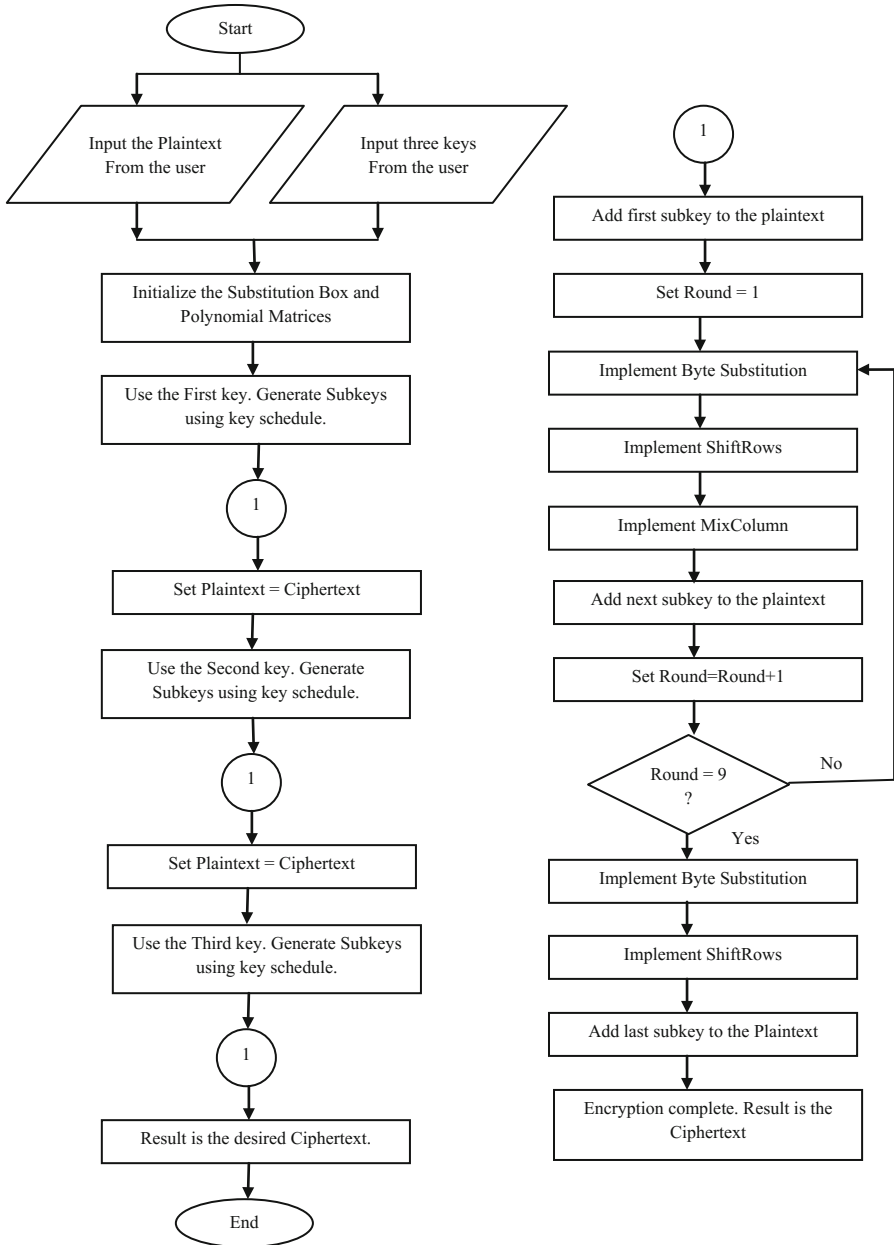 Start
Input the Plaintext
From the user
Input three keys
From the user
Initialize the Substitution Box and
Polynomial Matrices
Use the First key. Generate Subkeys
using key schedule.
1
Set Plaintext = Ciphertext
Use the Second key. Generate
Subkeys using key schedule.
1
Set Plaintext = Ciphertext
Use the Third key. Generate Subkeys
using key schedule.
1
Result is the desired Ciphertext.
End
1
Add first subkey to the plaintext
Set Round = 1
Implement Byte Substitution
Implement ShiftRows
Implement MixColumn
Add next subkey to the plaintext
Set Round=Round+1
Round = 9
?
No
Yes
Implement Byte Substitution
Implement ShiftRows
Add last subkey to the Plaintext
Encryption complete. Result is the
Ciphertext